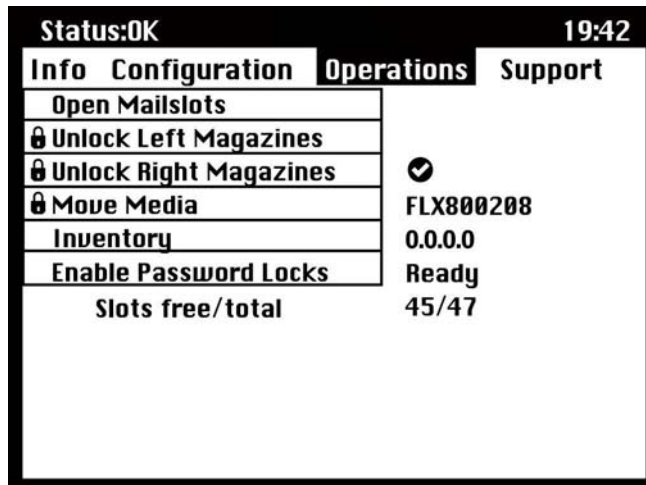 Status:OK 19:42
Info Configuration Operations Support
Open Mailslots
Unlock Left Magazines
Unlock Right Magazines
Move Media FLX800208
Inventory 0.0.0.0
Enable Password Locks Ready
Slots free/total 45/47